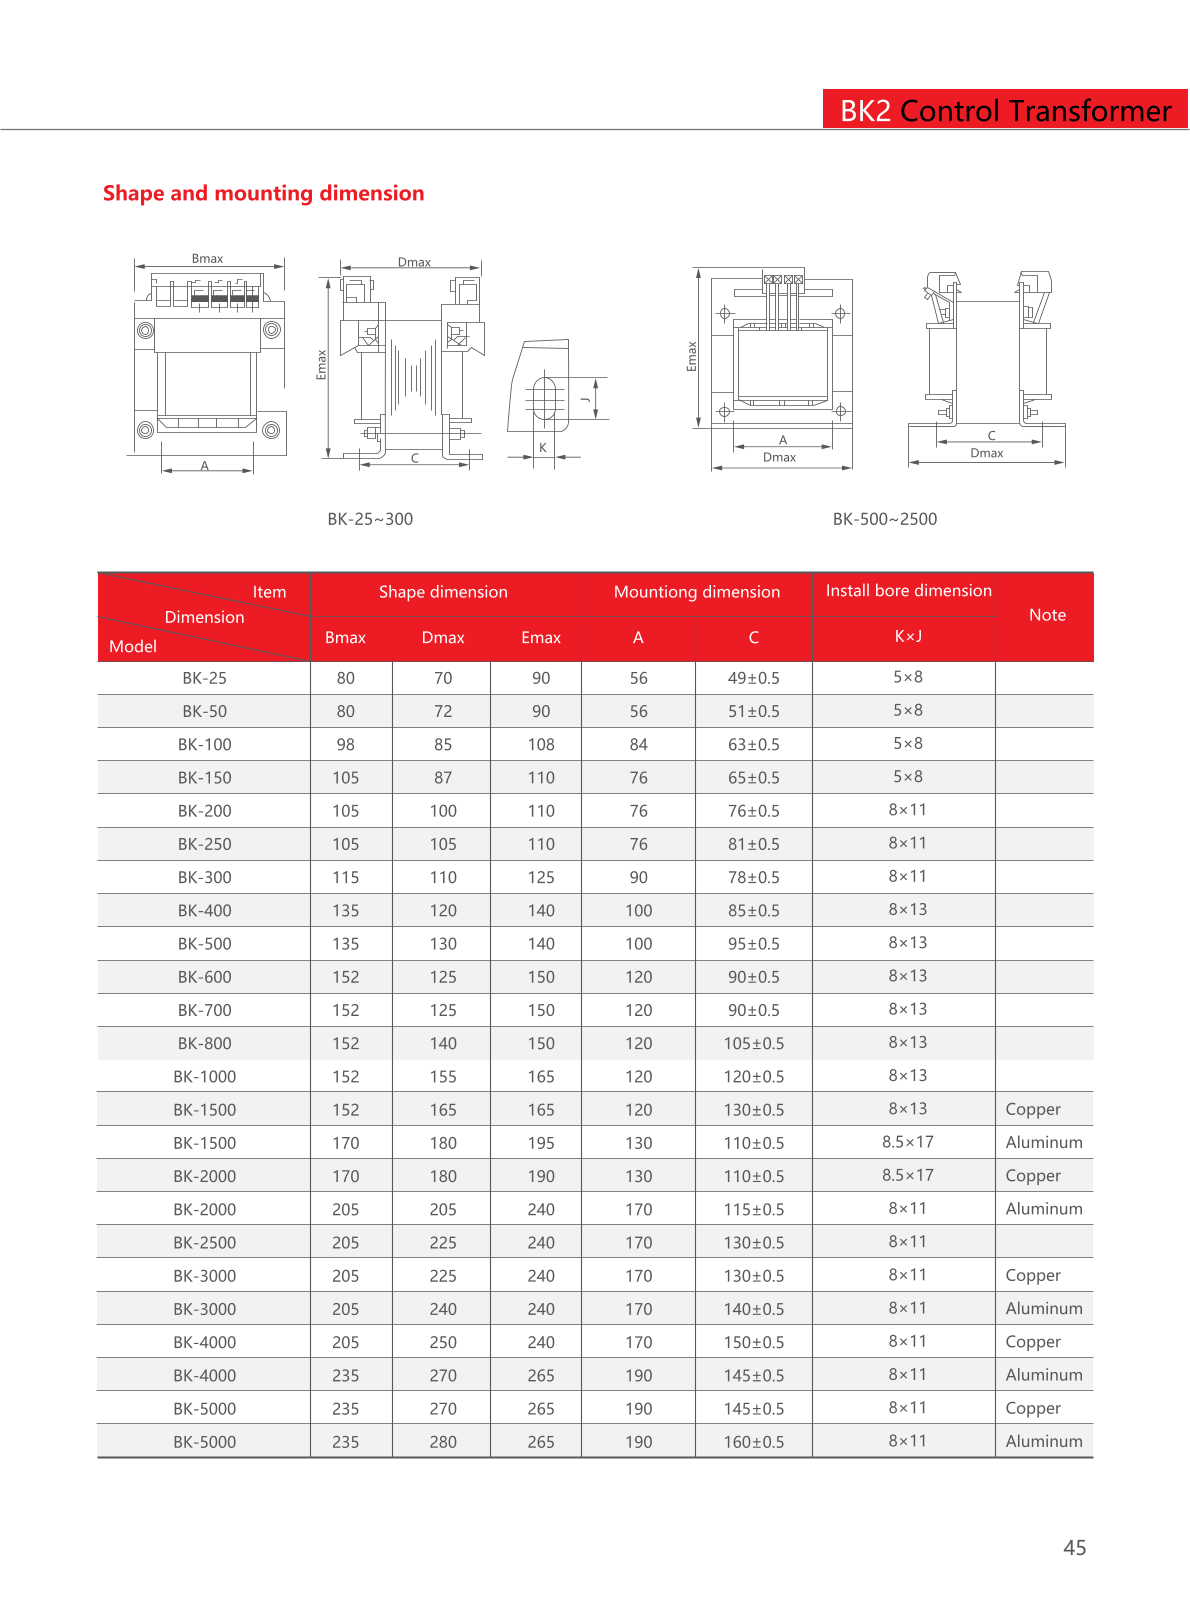 BK2 Control Transformer
Shape and mounting dimension
Bmax
Dmax
Emax
A
C
J
K
Emax
A
Dmax
C
Dmax
BK-25~300
BK-500~2500
Item Shape dimension Mountiong dimension Install bore dimension Note
Dimension
Model Bmax Dmax Emax A C K×J
BK-25 80 70 90 56 49±0.5 5×8
BK-50 80 72 90 56 51±0.5 5×8
BK-100 98 85 108 84 63±0.5 5×8
BK-150 105 87 110 76 65±0.5 5×8
BK-200 105 100 110 76 76±0.5 8×11
BK-250 105 105 110 76 81±0.5 8×11
BK-300 115 110 125 90 78±0.5 8×11
BK-400 135 120 140 100 85±0.5 8×13
BK-500 135 130 140 100 95±0.5 8×13
BK-600 152 125 150 120 90±0.5 8×13
BK-700 152 125 150 120 90±0.5 8×13
BK-800 152 140 150 120 105±0.5 8×13
BK-1000 152 155 165 120 120±0.5 8×13
BK-1500 152 165 165 120 130±0.5 8×13 Copper
BK-1500 170 180 195 130 110±0.5 8.5×17 Aluminum
BK-2000 170 180 190 130 110±0.5 8.5×17 Copper
BK-2000 205 205 240 170 115±0.5 8×11 Aluminum
BK-2500 205 225 240 170 130±0.5 8×11
BK-3000 205 225 240 170 130±0.5 8×11 Copper
BK-3000 205 240 240 170 140±0.5 8×11 Aluminum
BK-4000 205 250 240 170 150±0.5 8×11 Copper
BK-4000 235 270 265 190 145±0.5 8×11 Aluminum
BK-5000 235 270 265 190 145±0.5 8×11 Copper
BK-5000 235 280 265 190 160±0.5 8×11 Aluminum
45